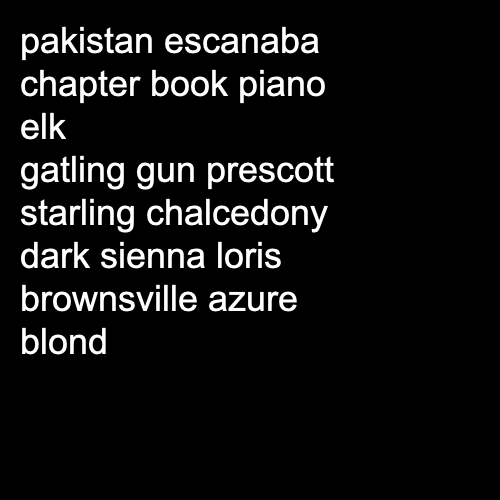 pakistan escanaba
chapter book piano
elk
gatling gun prescott
starling chalcedony
dark sienna loris
brownsville azure
blond